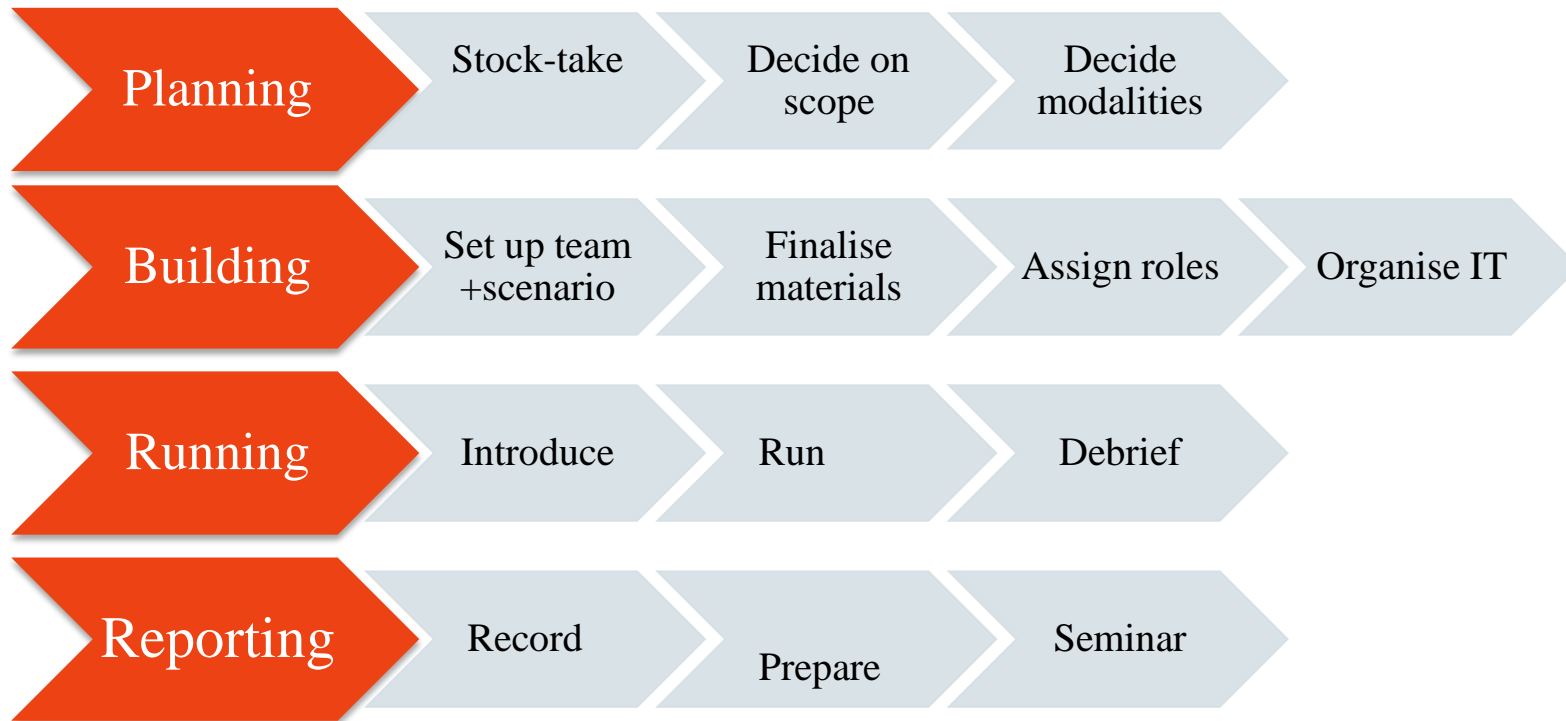 Planning
Stock-take
Decide on
scope
Decide
modalities
Building
Set up team
+scenario
Finalise
materials
Assign roles
Organise IT
Running
Introduce
Run
Debrief
Reporting
Record
Prepare
Seminar